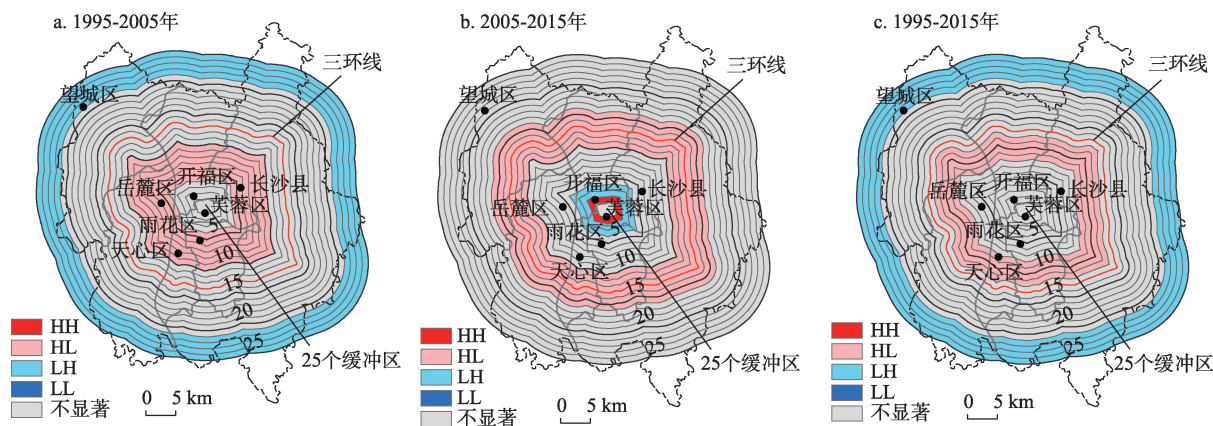 a. 1995-2005年
三环线
望城区
开福区
长沙县
岳麓区
芙蓉区
雨花区
5
天心区
10
15
20
25
25个缓冲区
HH
HL
LH
LL
不显著
0 5 km
b. 2005-2015年
三环线
望城区
开福区
长沙县
岳麓区
芙蓉区
雨花区
5
天心区
10
15
20
25
25个缓冲区
HH
HL
LH
LL
不显著
0 5 km
c. 1995-2015年
三环线
望城区
开福区
长沙县
岳麓区
芙蓉区
雨花区
5
天心区
10
15
20
25
25个缓冲区
HH
HL
LH
LL
不显著
0 5 km